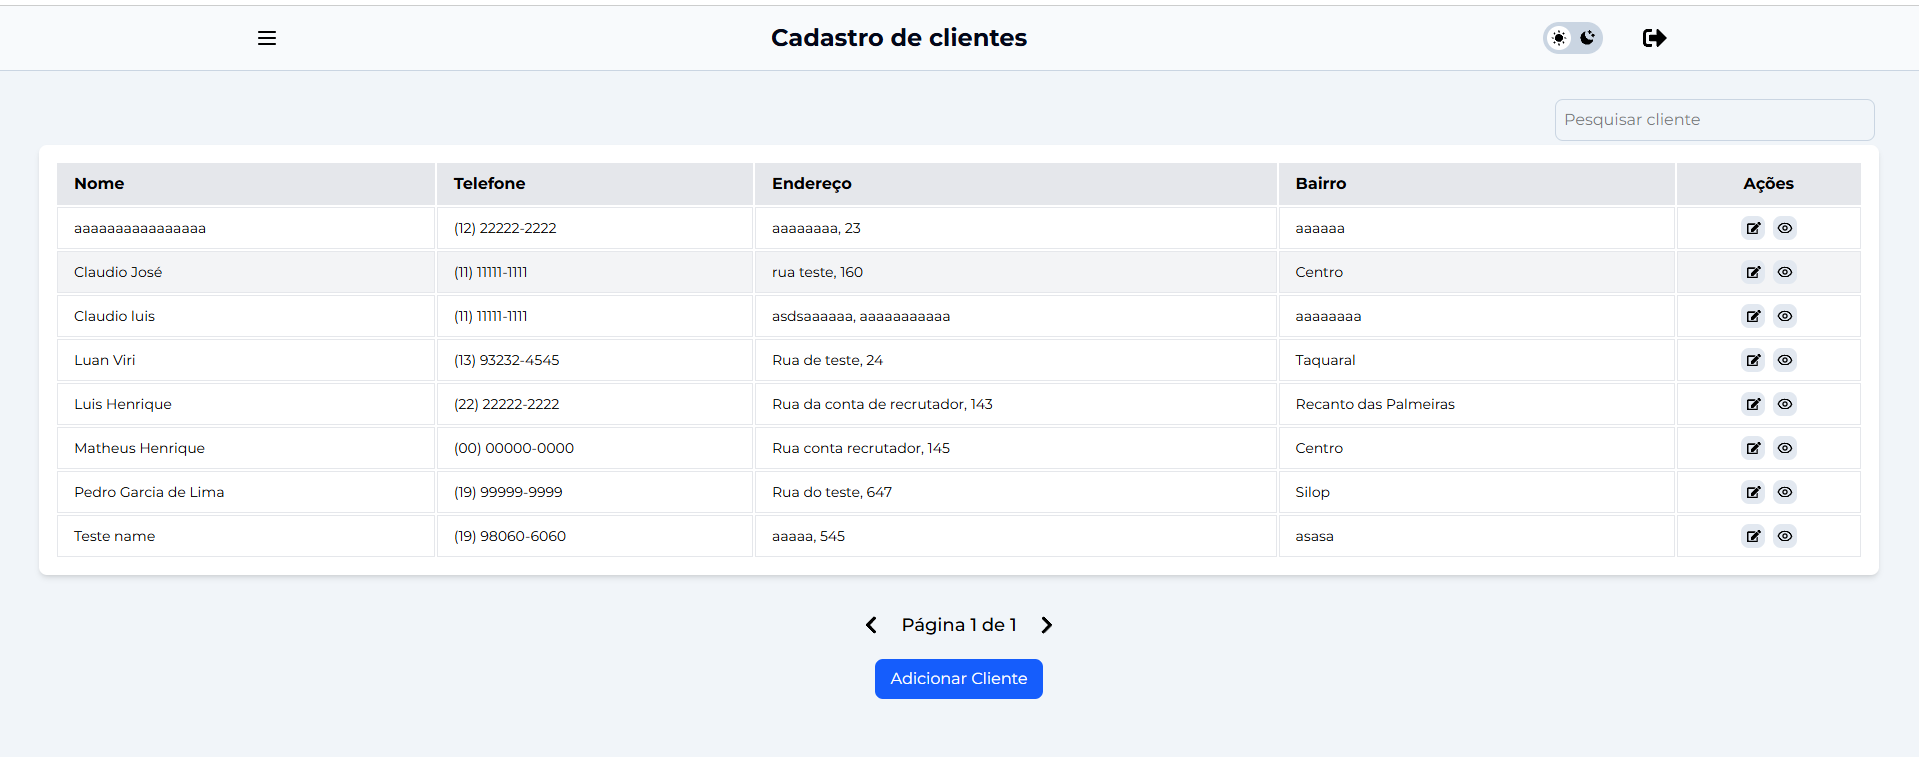 Cadastro de clientes
Pesquisar cliente
Nome Telefone Endereço Bairro Ações
aaaaaaaaaaaaaaaa (12) 22222-2222 aaaaaaaa, 23 aaaaaa
Claudio José (11) 11111-1111 rua teste, 160 Centro
Claudio luis (11) 11111-1111 asdsaaaaaa, aaaaaaaaaaa aaaaaaaa
Luan Viri (13) 93232-4545 Rua de teste, 24 Taquaral
Luis Henrique (22) 22222-2222 Rua da conta de recrutador, 143 Recanto das Palmeiras
Matheus Henrique (00) 00000-0000 Rua conta recrutador, 145 Centro
Pedro Garcia de Lima (19) 99999-9999 Rua do teste, 647 Silop
Teste name (19) 98060-6060 aaaaa, 545 asasa
Página 1 de 1
Adicionar Cliente